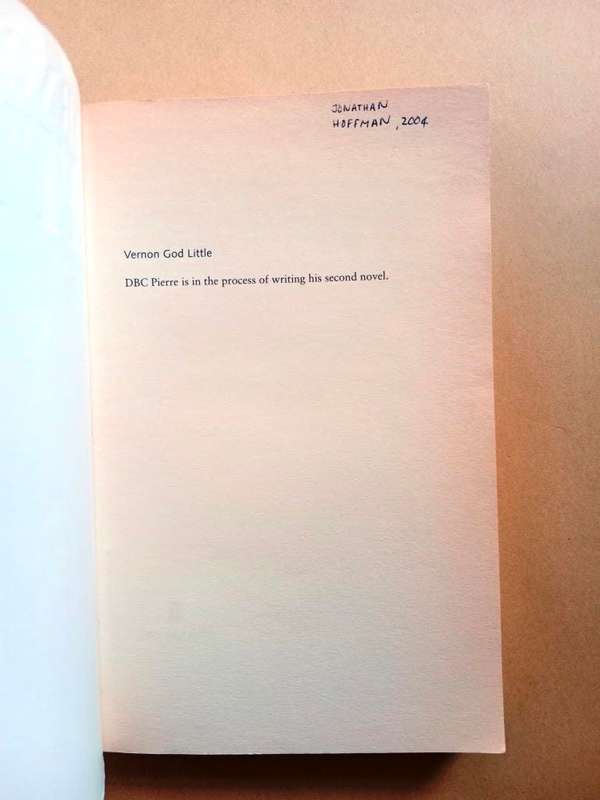 JONATHAN
HOFFMAN, 2004
Vernon God Little
DBC Pierre is in the process of writing his second novel.